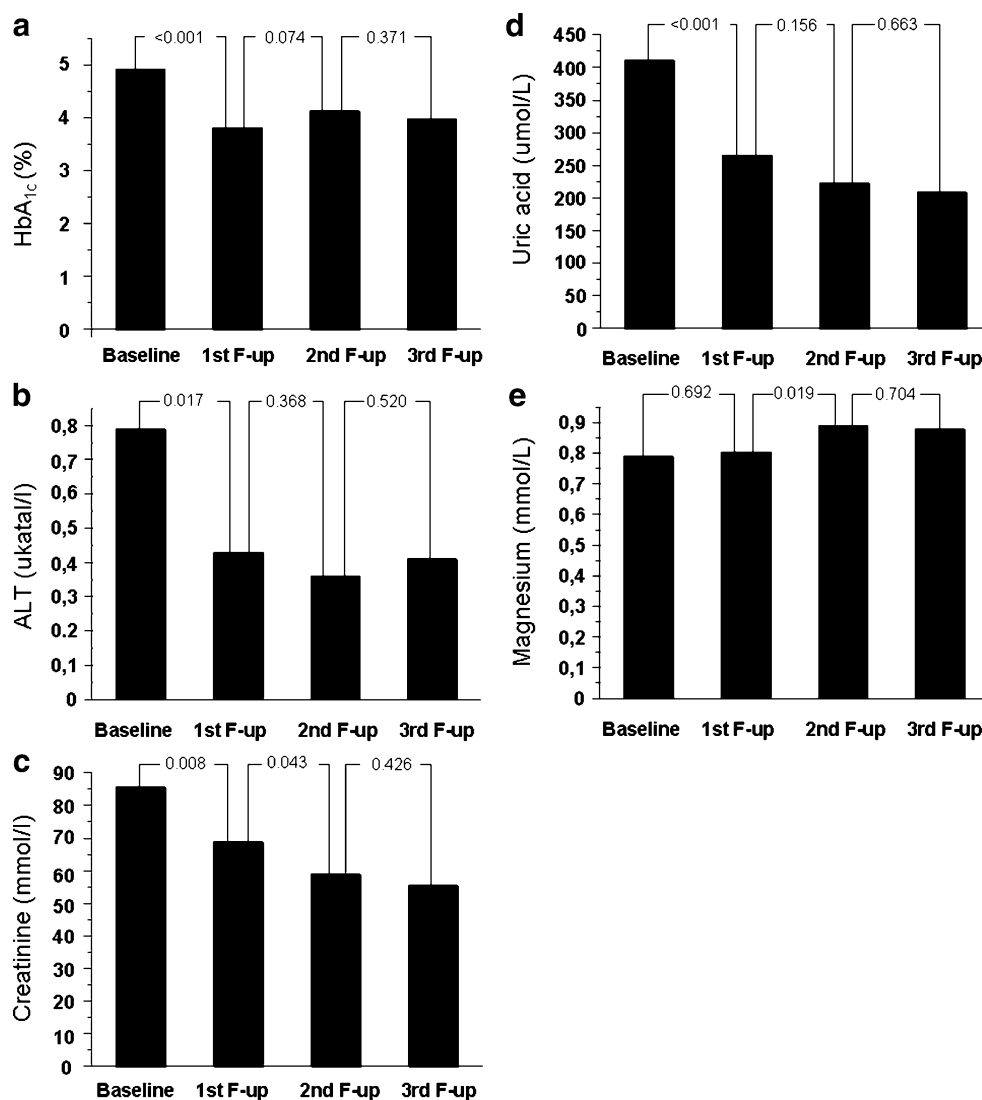 a
<0.001 0.074 0.371
HbA1c (%)
5
4
3
2
1
0
Baseline 1st F-up 2nd F-up 3rd F-up
b
0.017 0.368 0.520
ALT (ukatal/l)
0,8
0,7
0,6
0,5
0,4
0,3
0,2
0,1
0
Baseline 1st F-up 2nd F-up 3rd F-up
c
0.008 0.043 0.426
Creatinine (mmol/l)
90
80
70
60
50
40
30
20
10
0
Baseline 1st F-up 2nd F-up 3rd F-up
d
<0.001 0.156 0.663
Uric acid (umol/L)
450
400
350
300
250
200
150
100
50
0
Baseline 1st F-up 2nd F-up 3rd F-up
e
0.692 0.019 0.704
Magnesium (mmol/L)
0,9
0,8
0,7
0,6
0,5
0,4
0,3
0,2
0,1
0
Baseline 1st F-up 2nd F-up 3rd F-up